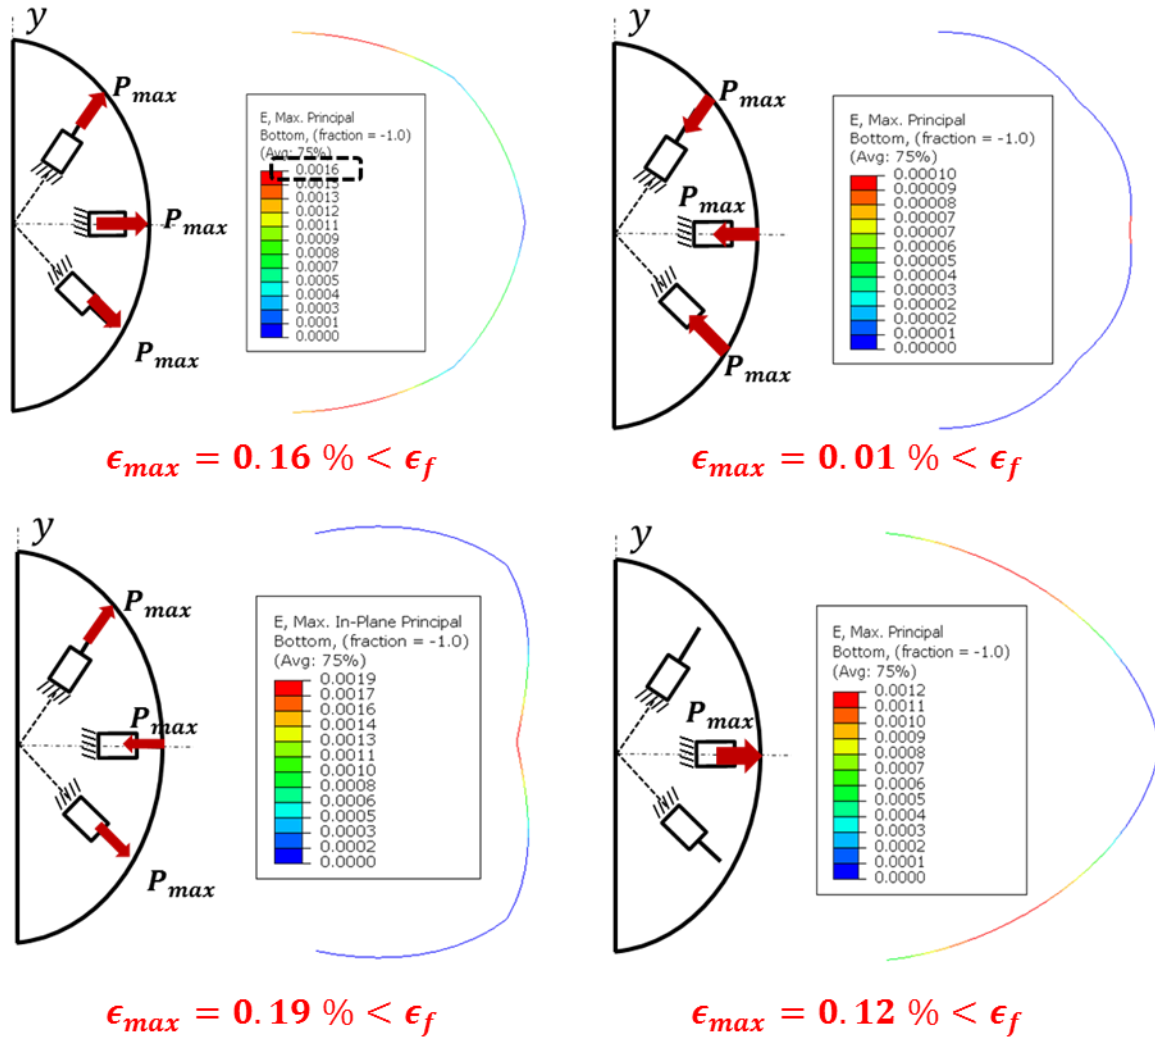 y
P_max
P_max
P_max
E, Max. Principal
Bottom, (fraction = -1.0)
(Avg: 75%)
0.0016
0.0015
0.0013
0.0012
0.0011
0.0009
0.0008
0.0007
0.0005
0.0004
0.0003
0.0001
0.0000
ϵ_max = 0.16 % < ϵ_f
y
P_max
P_max
P_max
E, Max. Principal
Bottom, (fraction = -1.0)
(Avg: 75%)
0.00010
0.00009
0.00008
0.00007
0.00007
0.00006
0.00005
0.00004
0.00003
0.00002
0.00002
0.00001
0.00000
ϵ_max = 0.01 % < ϵ_f
y
P_max
P_max
P_max
E, Max. In-Plane Principal
Bottom, (fraction = -1.0)
(Avg: 75%)
0.0019
0.0017
0.0016
0.0014
0.0013
0.0011
0.0010
0.0008
0.0006
0.0005
0.0003
0.0002
0.0000
ϵ_max = 0.19 % < ϵ_f
y
P_max
E, Max. Principal
Bottom, (fraction = -1.0)
(Avg: 75%)
0.0012
0.0011
0.0010
0.0009
0.0008
0.0007
0.0006
0.0005
0.0004
0.0003
0.0002
0.0001
0.0000
ϵ_max = 0.12 % < ϵ_f